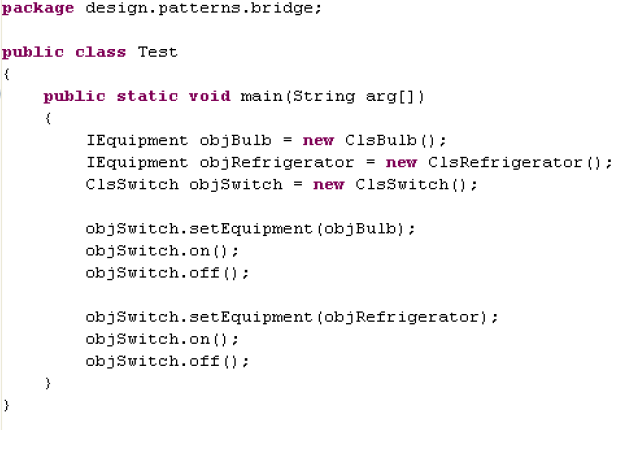 package design.patterns.bridge;
public class Test
{
public static void main(String arg[])
{
IEquipment objBulb = new ClsBulb();
IEquipment objRefrigerator = new ClsRefrigerator();
ClsSwitch objSwitch = new ClsSwitch();
objSwitch.setEquipment(objBulb);
objSwitch.on();
objSwitch.off();
objSwitch.setEquipment(objRefrigerator);
objSwitch.on();
objSwitch.off();
}
}